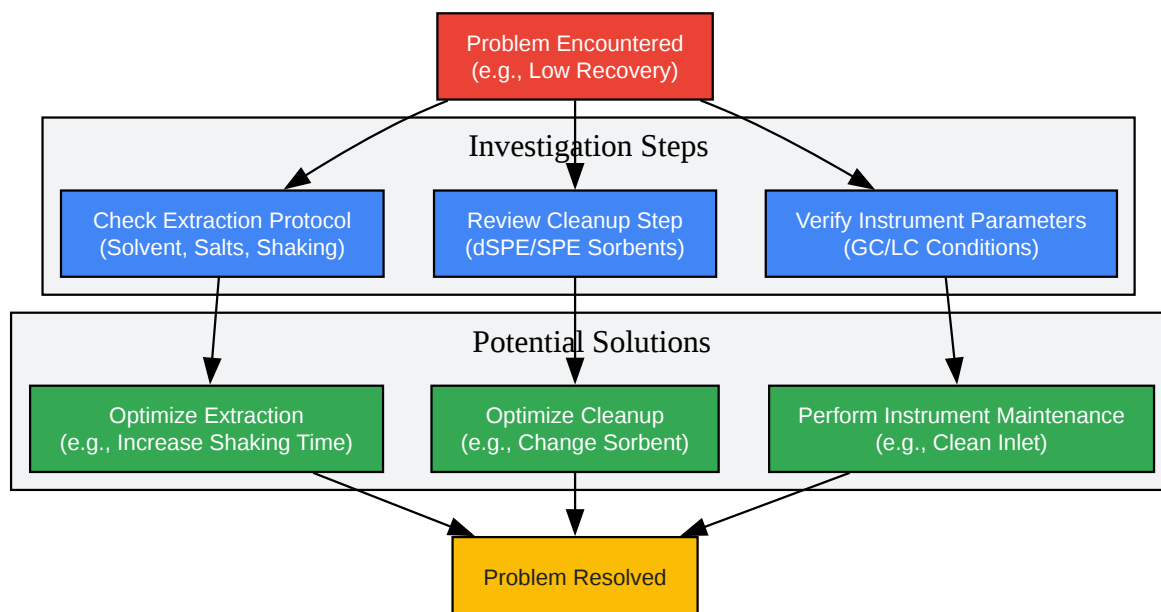 Problem Encountered
(e.g., Low Recovery)
Investigation Steps
Check Extraction Protocol
(Solvent, Salts, Shaking)
Review Cleanup Step
(dSPE/SPE Sorbents)
Verify Instrument Parameters
(GC/LC Conditions)
Potential Solutions
Optimize Extraction
(e.g., Increase Shaking Time)
Optimize Cleanup
(e.g., Change Sorbent)
Perform Instrument Maintenance
(e.g., Clean Inlet)
Problem Resolved